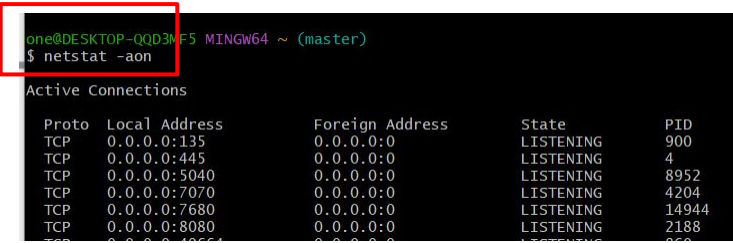 one@DESKTOP-QQD3MF5 MINGW64 ~ (master)
$ netstat -aon
Active Connections
Proto Local Address Foreign Address State PID
TCP 0.0.0.0:135 0.0.0.0:0 LISTENING 900
TCP 0.0.0.0:445 0.0.0.0:0 LISTENING 4
TCP 0.0.0.0:5040 0.0.0.0:0 LISTENING 8952
TCP 0.0.0.0:7070 0.0.0.0:0 LISTENING 4204
TCP 0.0.0.0:7680 0.0.0.0:0 LISTENING 14944
TCP 0.0.0.0:8080 0.0.0.0:0 LISTENING 2188